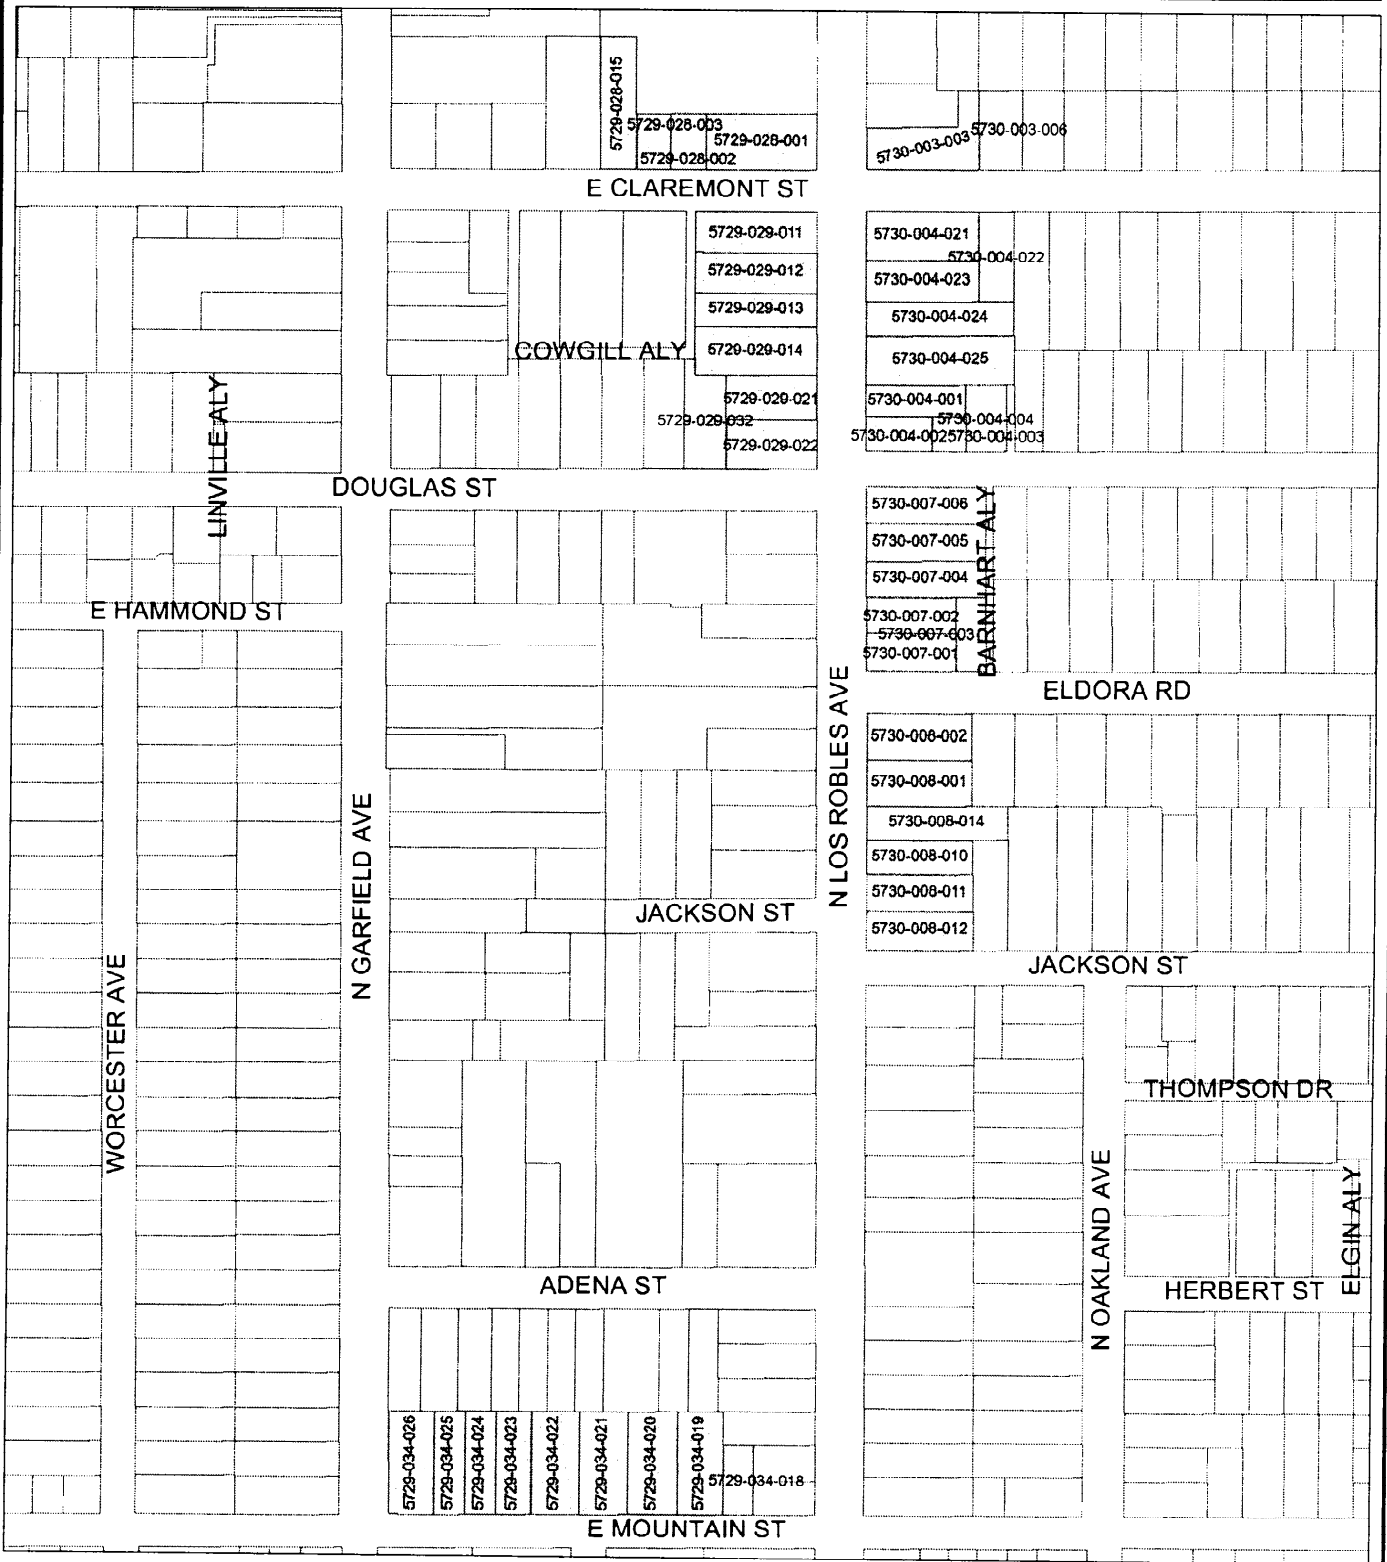 5729-028-015
5729-028-003
5729-028-001
5729-028-002
5730-003-003
5730-003-006
E CLAREMONT ST
5729-029-011
5729-029-012
5729-029-013
5729-029-014
COWGILL ALY
5729-029-021
5729-029-032
5729-029-022
5730-004-021
5730-004-022
5730-004-023
5730-004-024
5730-004-025
5730-004-001
5730-004-004
5730-004-002
5730-004-003
LINVILLE ALY
DOUGLAS ST
5730-007-006
5730-007-005
5730-007-004
5730-007-002
5730-007-003
5730-007-001
BARNHART ALY
E HAMMOND ST
ELDORA RD
N LOS ROBLES AVE
5730-008-002
5730-008-001
5730-008-014
5730-008-010
5730-008-011
5730-008-012
N GARFIELD AVE
JACKSON ST
JACKSON ST
WORCESTER AVE
THOMPSON DR
N OAKLAND AVE
ELGIN ALY
ADENA ST
HERBERT ST
5729-034-026
5729-034-025
5729-034-024
5729-034-023
5729-034-022
5729-034-021
5729-034-020
5729-034-019
5729-034-018
E MOUNTAIN ST